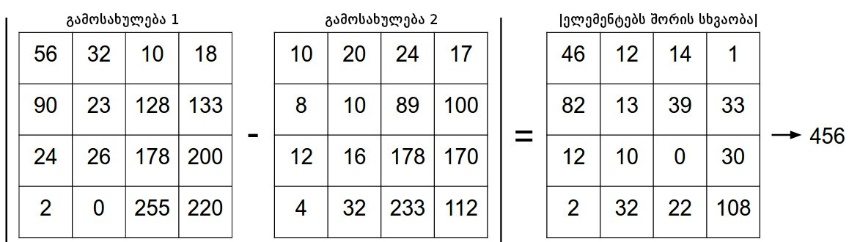 გამოსახულება 1 გამოსახულება 2 |ელემენტებს შორის სხვაობა|
56 32 10 18 10 20 24 17 46 12 14 1
90 23 128 133 8 10 89 100 82 13 39 33
- = → 456
24 26 178 200 12 16 178 170 12 10 0 30
2 0 255 220 4 32 233 112 2 32 22 108